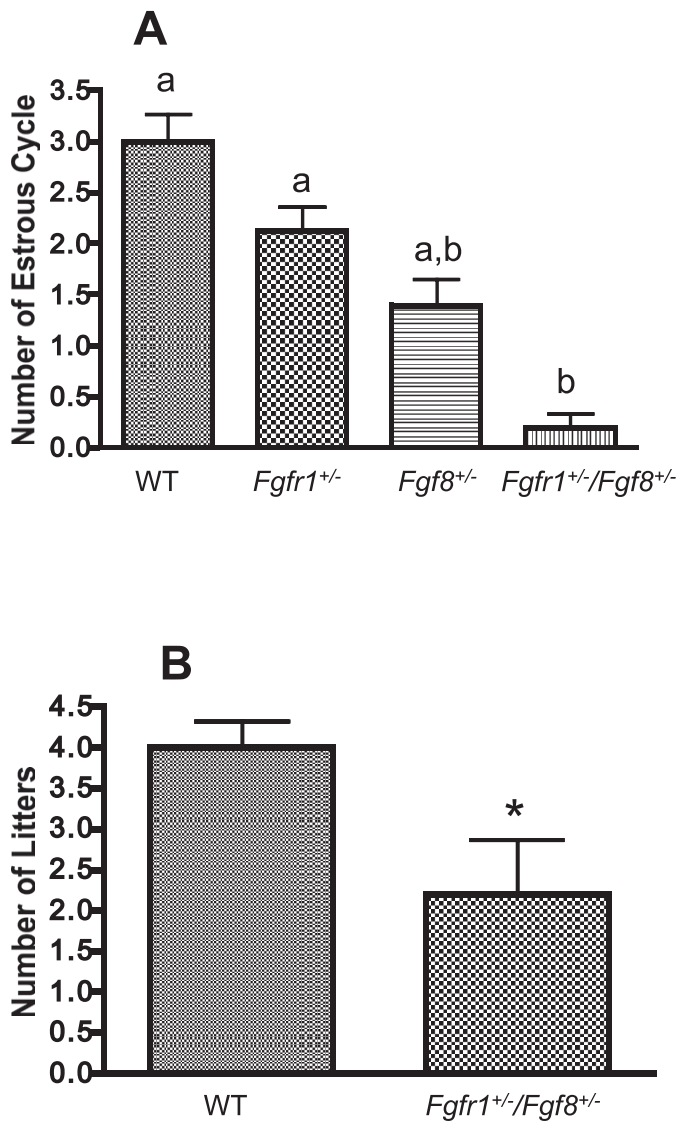 A
Number of Estrous Cycle
3.5
3.0
2.5
2.0
1.5
1.0
0.5
0.0
a
a
a,b
b
WT
Fgfr1+/-
Fgf8+/-
Fgfr1+/-/Fgf8+/-
B
Number of Litters
4.5
4.0
3.5
3.0
2.5
2.0
1.5
1.0
0.5
0.0
*
WT
Fgfr1+/-/Fgf8+/-